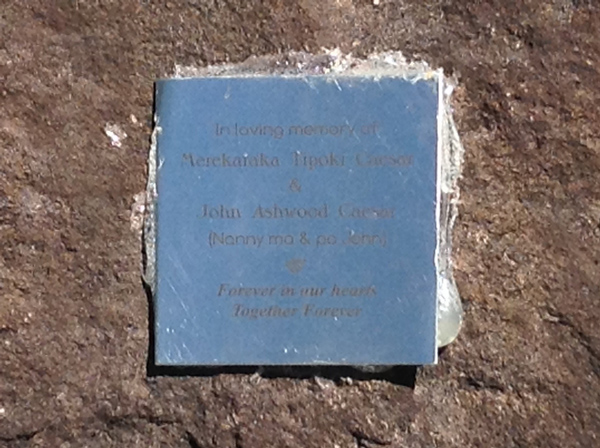 In loving memory of
Merekaraka Tipoki Caesar
&
John Ashwood Caesar
(Nanny ma & pa John)
Forever in our hearts
Together Forever